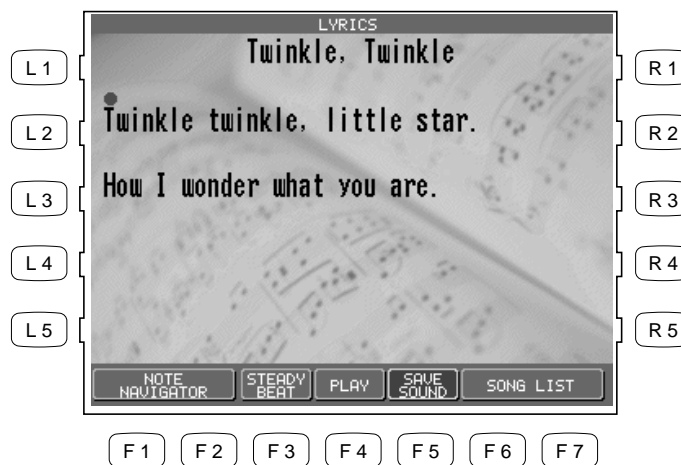 LYRICS
Twinkle, Twinkle
Twinkle twinkle, little star.
How I wonder what you are.
L 1
L 2
L 3
L 4
L 5
R 1
R 2
R 3
R 4
R 5
NOTE NAVIGATOR
STEADY BEAT
PLAY
SAVE SOUND
SONG LIST
F 1 F 2 F 3 F 4 F 5 F 6 F 7